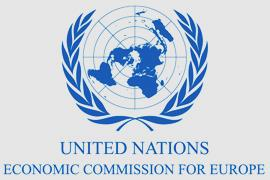 UNITED NATIONS
ECONOMIC COMMISSION FOR EUROPE